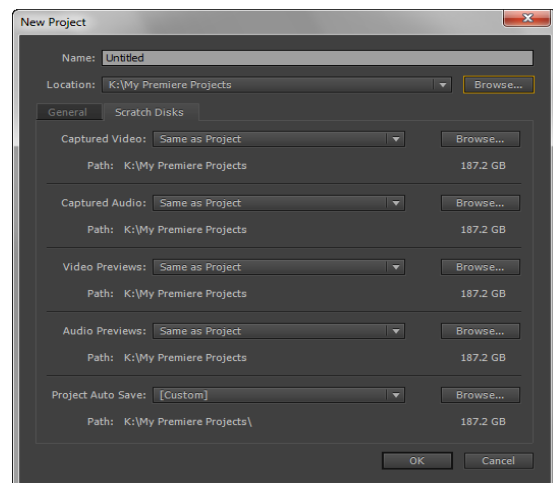 New Project
Name: Untitled
Location: K:\My Premiere Projects Browse...
General Scratch Disks
Captured Video: Same as Project Browse...
Path: K:\My Premiere Projects 187.2 GB
Captured Audio: Same as Project Browse...
Path: K:\My Premiere Projects 187.2 GB
Video Previews: Same as Project Browse...
Path: K:\My Premiere Projects 187.2 GB
Audio Previews: Same as Project Browse...
Path: K:\My Premiere Projects 187.2 GB
Project Auto Save: [Custom] Browse...
Path: K:\My Premiere Projects\ 187.2 GB
OK Cancel